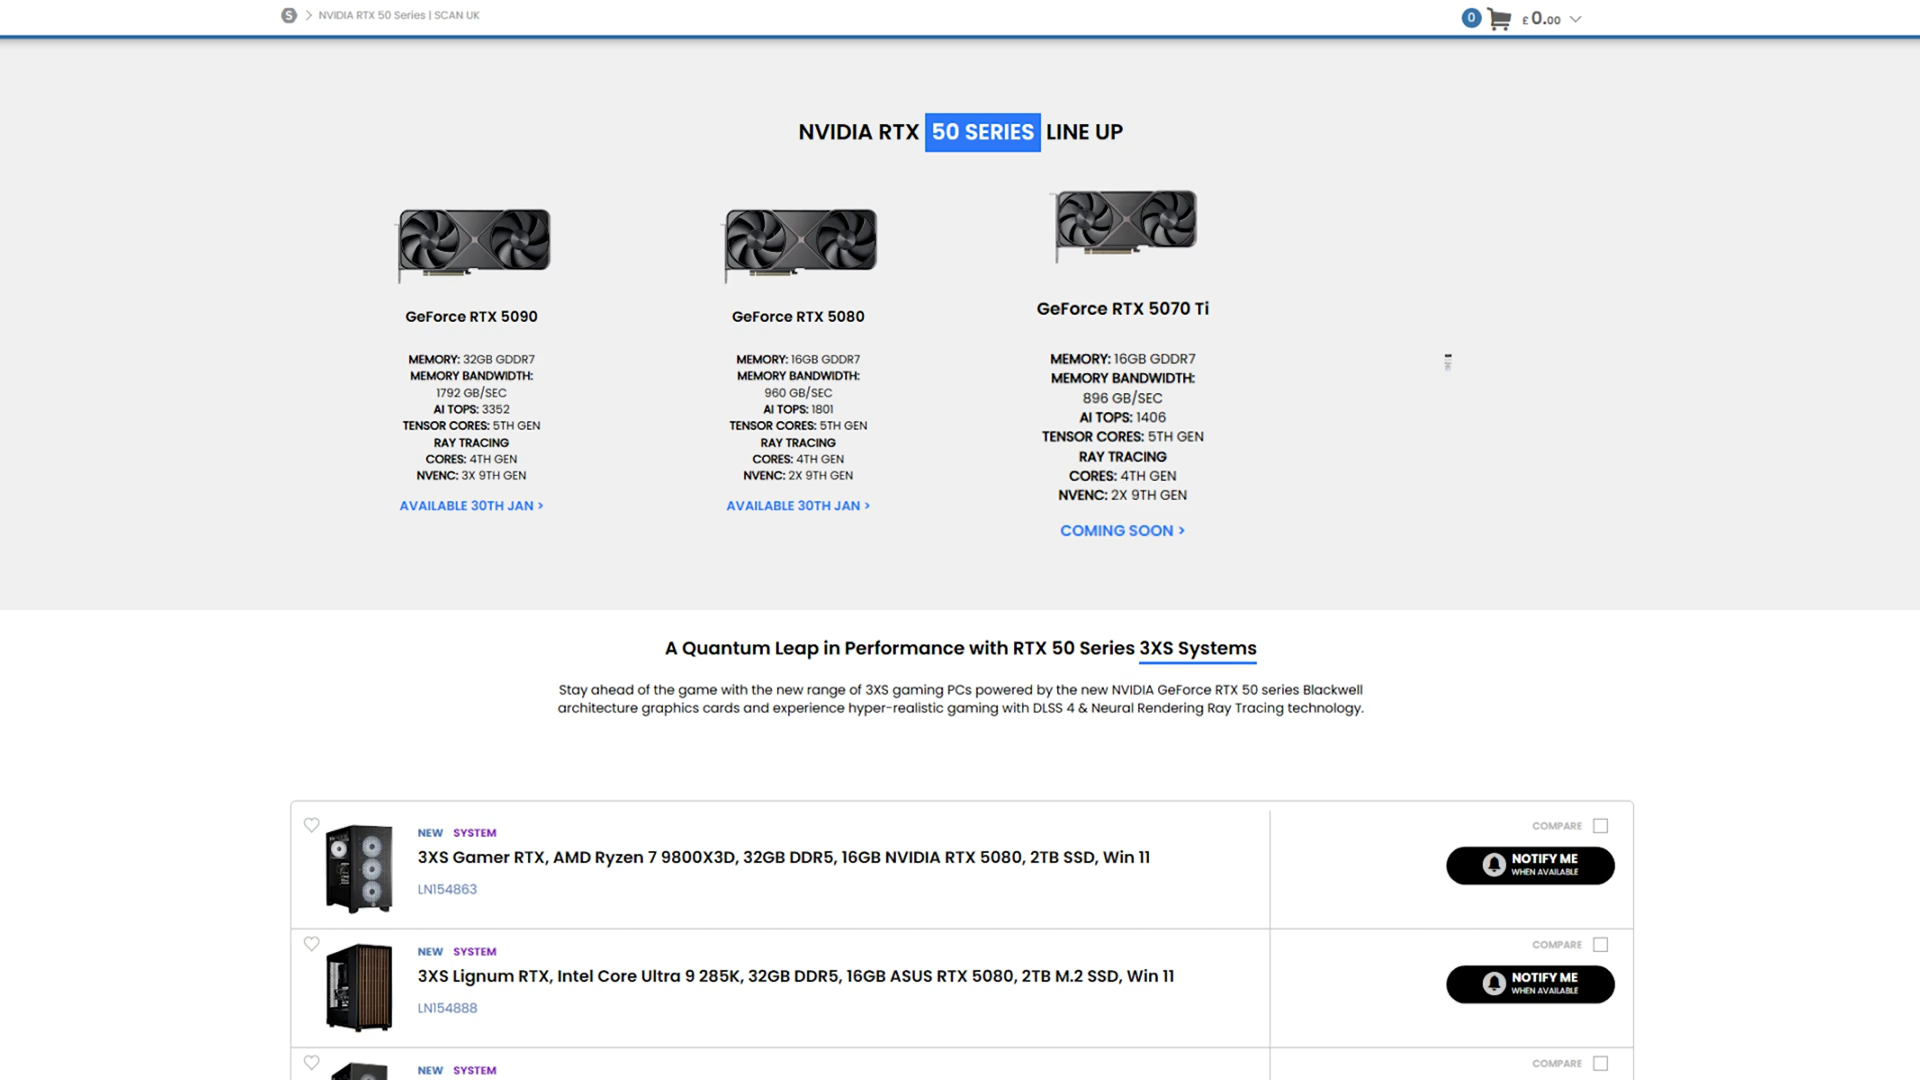 NVIDIA RTX 50 Series | SCAN UK
0 £ 0.00
NVIDIA RTX 50 SERIES LINE UP
GeForce RTX 5090
MEMORY: 32GB GDDR7
MEMORY BANDWIDTH:
1792 GB/SEC
AI TOPS: 3352
TENSOR CORES: 5TH GEN
RAY TRACING
CORES: 4TH GEN
NVENC: 3X 9TH GEN
AVAILABLE 30TH JAN >
GeForce RTX 5080
MEMORY: 16GB GDDR7
MEMORY BANDWIDTH:
960 GB/SEC
AI TOPS: 1801
TENSOR CORES: 5TH GEN
RAY TRACING
CORES: 4TH GEN
NVENC: 2X 9TH GEN
AVAILABLE 30TH JAN >
GeForce RTX 5070 Ti
MEMORY: 16GB GDDR7
MEMORY BANDWIDTH:
896 GB/SEC
AI TOPS: 1406
TENSOR CORES: 5TH GEN
RAY TRACING
CORES: 4TH GEN
NVENC: 2X 9TH GEN
COMING SOON >
A Quantum Leap in Performance with RTX 50 Series 3XS Systems
Stay ahead of the game with the new range of 3XS gaming PCs powered by the new NVIDIA GeForce RTX 50 series Blackwell
architecture graphics cards and experience hyper-realistic gaming with DLSS 4 & Neural Rendering Ray Tracing technology.
NEW SYSTEM
3XS Gamer RTX, AMD Ryzen 7 9800X3D, 32GB DDR5, 16GB NVIDIA RTX 5080, 2TB SSD, Win 11
LN154863
COMPARE
NOTIFY ME
WHEN AVAILABLE
NEW SYSTEM
3XS Lignum RTX, Intel Core Ultra 9 285K, 32GB DDR5, 16GB ASUS RTX 5080, 2TB M.2 SSD, Win 11
LN154888
COMPARE
NOTIFY ME
WHEN AVAILABLE
NEW SYSTEM
COMPARE